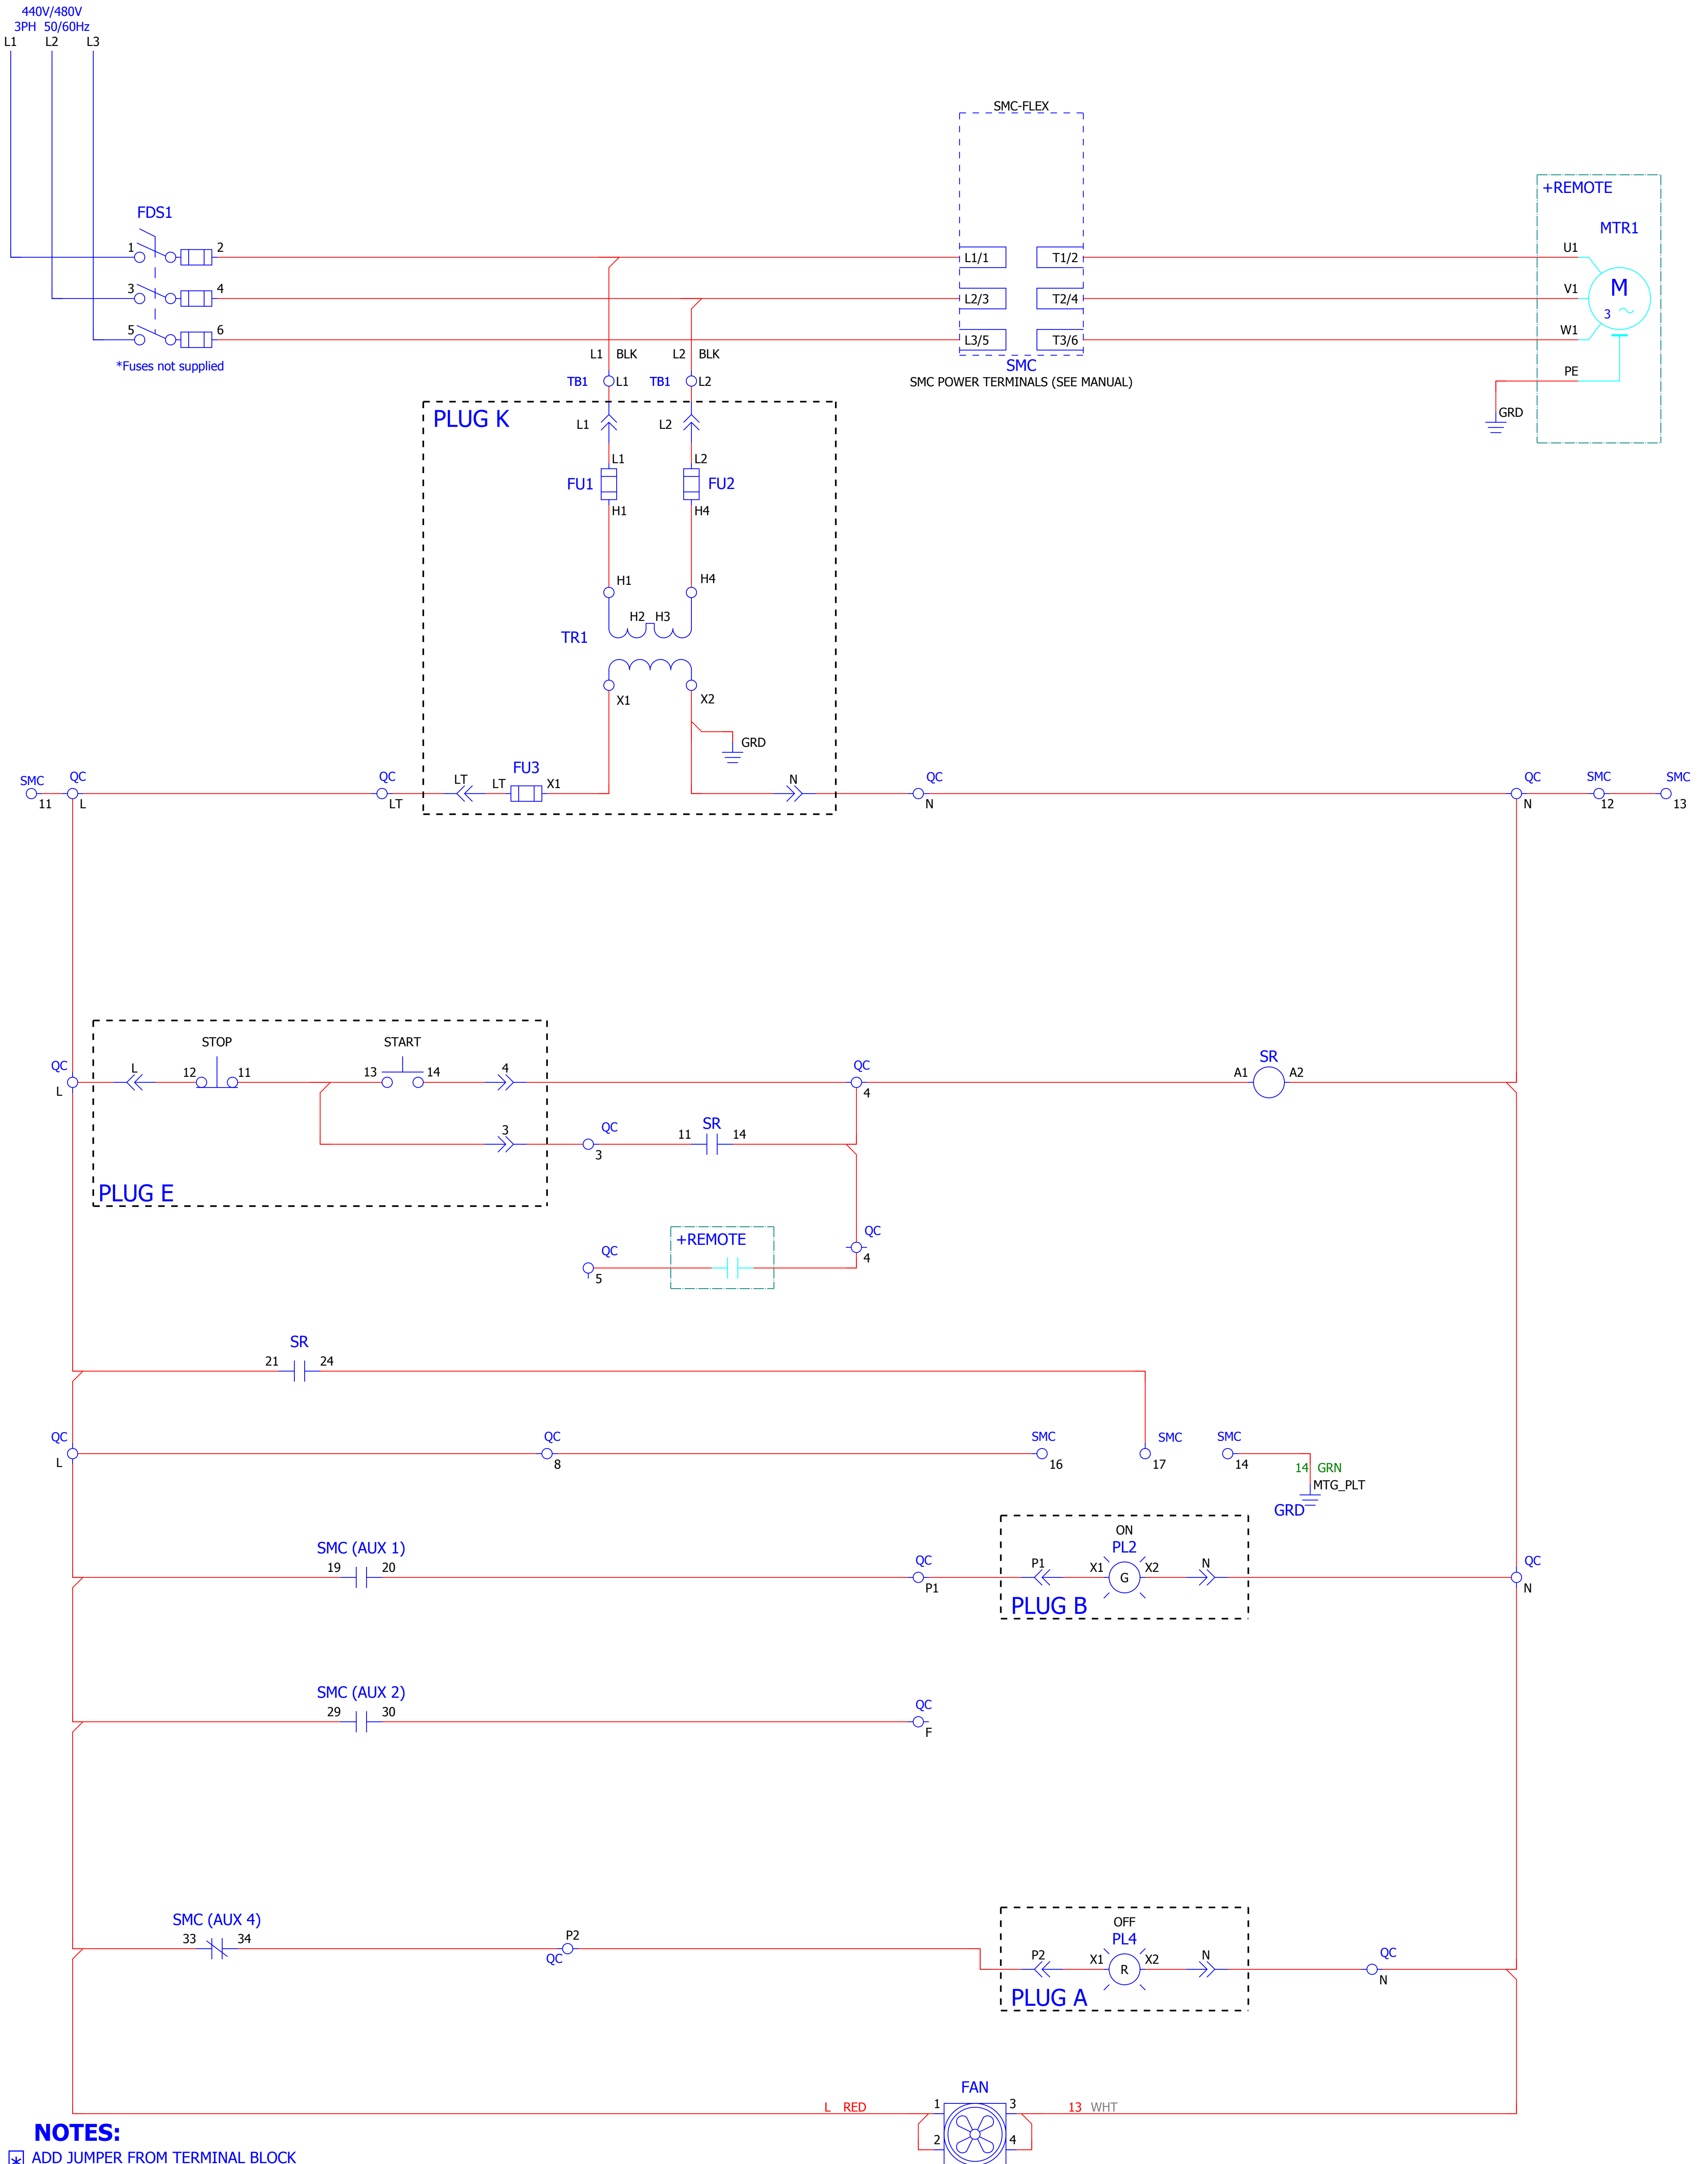 440V/480V
3PH 50/60Hz
L1 L2 L3
SMC-FLEX
+REMOTE
MTR1
FDS1
1 2 L1/1 T1/2 U1
3 4 L2/3 T2/4 V1 M
3
5 6 L3/5 T3/6 W1
*Fuses not supplied
L1 BLK L2 BLK
SMC
SMC POWER TERMINALS (SEE MANUAL)
PE
GRD
TB1 L1 TB1 L2
PLUG K
L1 L2
L1 L2
FU1 FU2
H1 H4
H1 H4
H2 H3
TR1
X1 X2
GRD
SMC QC QC LT LT FU3 X1 N QC QC SMC SMC
11 L LT N N 12 13
STOP START
QC L 12 11 13 14 4 QC SR
L 4 A1 A2
3 QC 11 SR 14
3
PLUG E
+REMOTE
QC QC
5 4
SR
21 24
QC QC SMC SMC SMC
L 8 16 17 14
14 GRN
MTG_PLT
GRD
ON
SMC (AUX 1) PL2
19 20 QC P1 X1 G X2 N QC
P1 N
PLUG B
SMC (AUX 2)
29 30 QC
F
OFF
SMC (AUX 4) PL4
33 34 P2 P2 X1 R X2 N QC
QC N
PLUG A
FAN
L RED 1 3 13 WHT
2 4
NOTES:
* ADD JUMPER FROM TERMINAL BLOCK